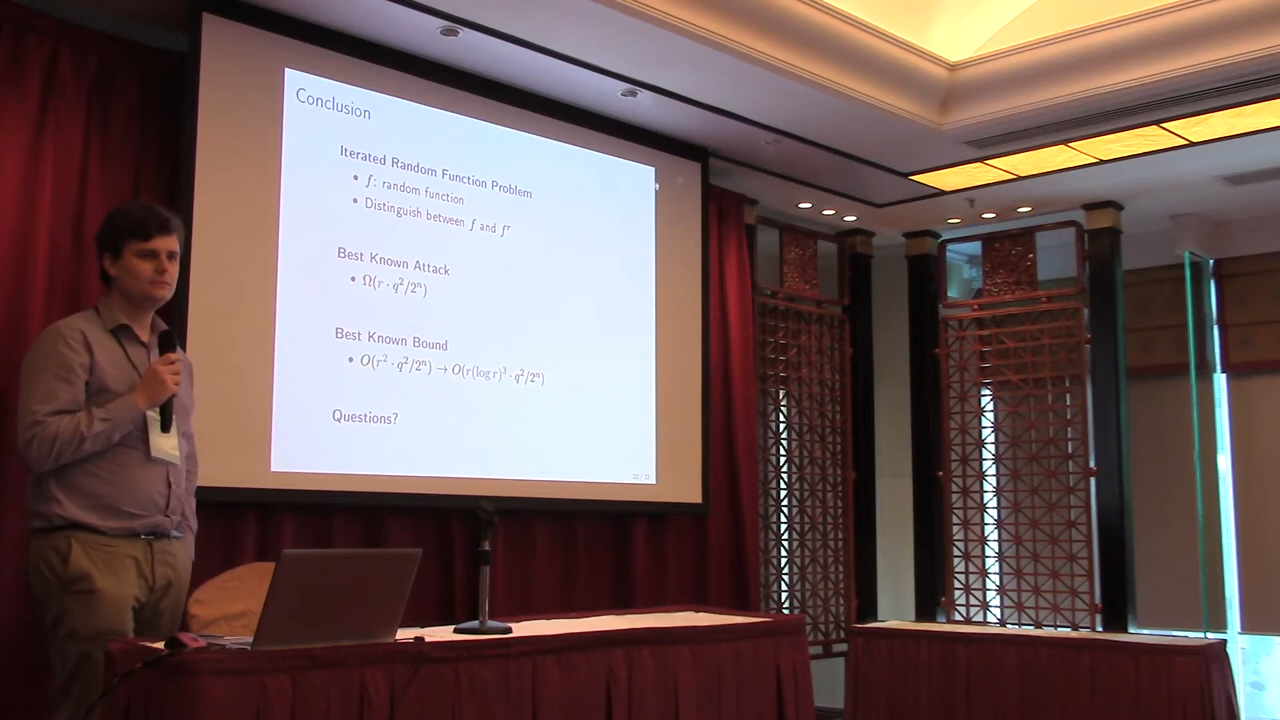 Conclusion
Iterated Random Function Problem
• f: random function
• Distinguish between f and fʳ
Best Known Attack
• Ω(r · q²/2ⁿ)
Best Known Bound
• O(r² · q²/2ⁿ) → O(r(log r)³ · q²/2ⁿ)
Questions?